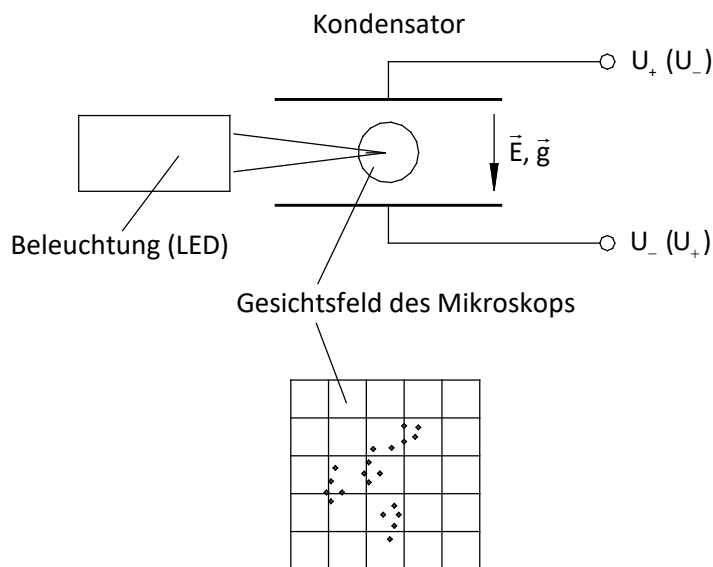 Kondensator
U₊ (U₋)
E⃗, g⃗
Beleuchtung (LED)
U₋ (U₊)
Gesichtsfeld des Mikroskops